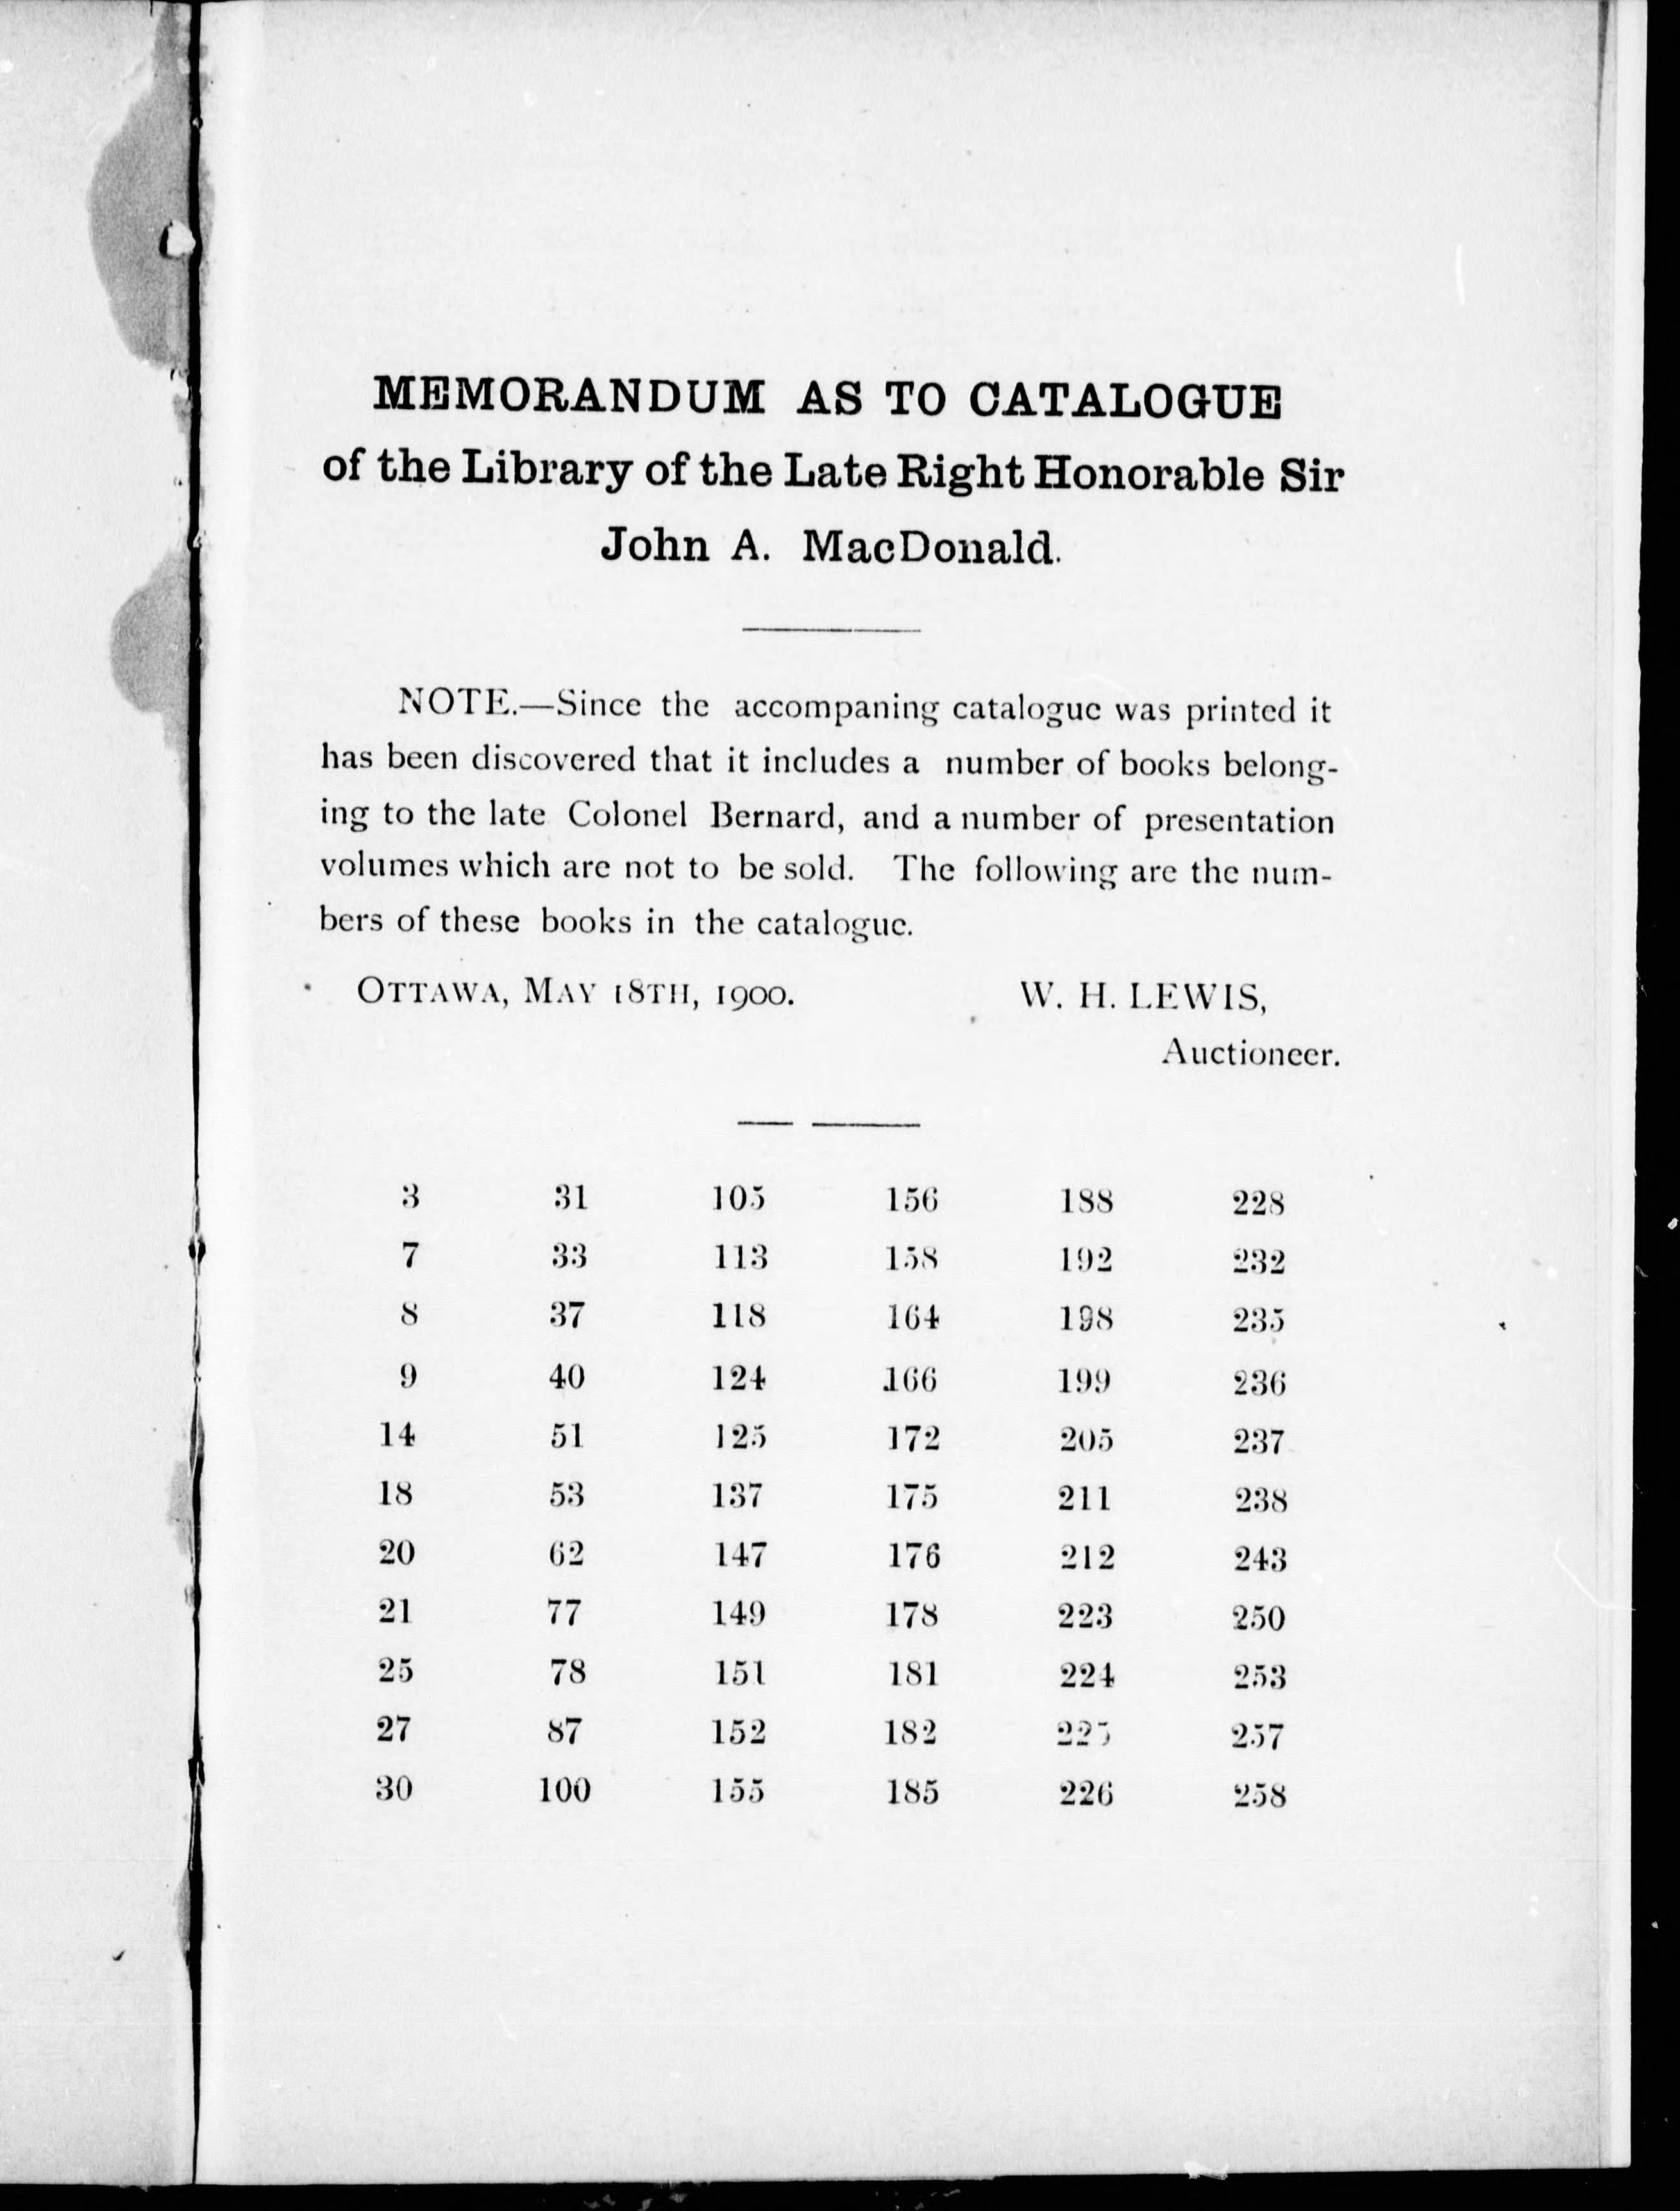 MEMORANDUM AS TO CATALOGUE
of the Library of the Late Right Honorable Sir
John A. MacDonald.
NOTE.—Since the accompaning catalogue was printed it
has been discovered that it includes a number of books belong-
ing to the late Colonel Bernard, and a number of presentation
volumes which are not to be sold. The following are the num-
bers of these books in the catalogue.
OTTAWA, MAY 18TH, 1900. W. H. LEWIS,
Auctioneer.
3 31 105 156 188 228
7 33 113 158 192 232
8 37 118 164 198 235
9 40 124 166 199 236
14 51 125 172 205 237
18 53 137 175 211 238
20 62 147 176 212 243
21 77 149 178 223 250
25 78 151 181 224 253
27 87 152 182 225 257
30 100 155 185 226 258